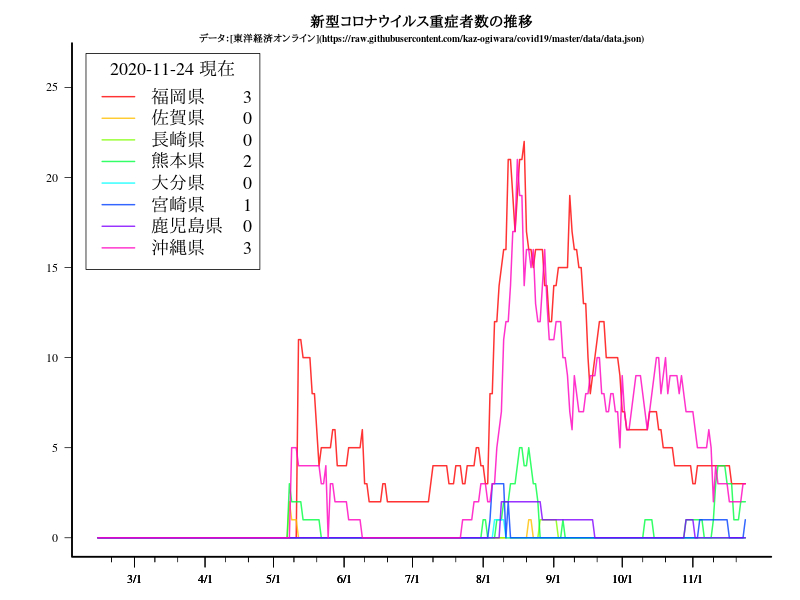 新型コロナウイルス重症者数の推移
データ:[東洋経済オンライン](https://raw.githubusercontent.com/kaz-ogiwara/covid19/master/data/data.json)
2020-11-24 現在
福岡県 3
佐賀県 0
長崎県 0
熊本県 2
大分県 0
宮崎県 1
鹿児島県 0
沖縄県 3
25
20
15
10
5
0
3/1 4/1 5/1 6/1 7/1 8/1 9/1 10/1 11/1